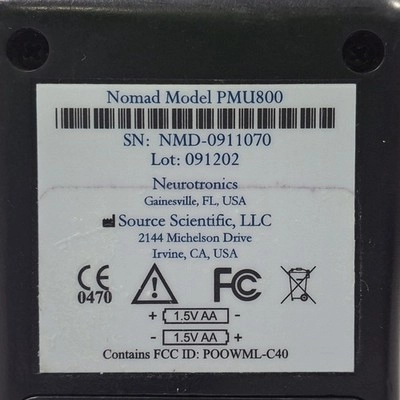 Nomad Model PMU800
SN: NMD-0911070
Lot: 091202
Neurotronics
Gainesville, FL, USA
Source Scientific, LLC
2144 Michelson Drive
Irvine, CA, USA
CE FC
0470
+ 1.5V AA -
- 1.5V AA +
Contains FCC ID: POOWML-C40